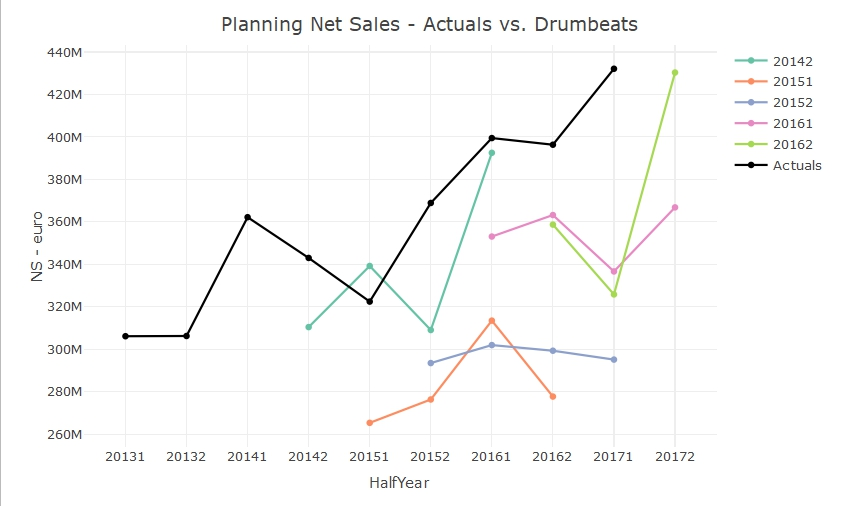 Planning Net Sales - Actuals vs. Drumbeats
440M
420M
400M
380M
360M
340M
320M
300M
280M
260M
NS - euro
20131 20132 20141 20142 20151 20152 20161 20162 20171 20172
HalfYear
20142
20151
20152
20161
20162
Actuals